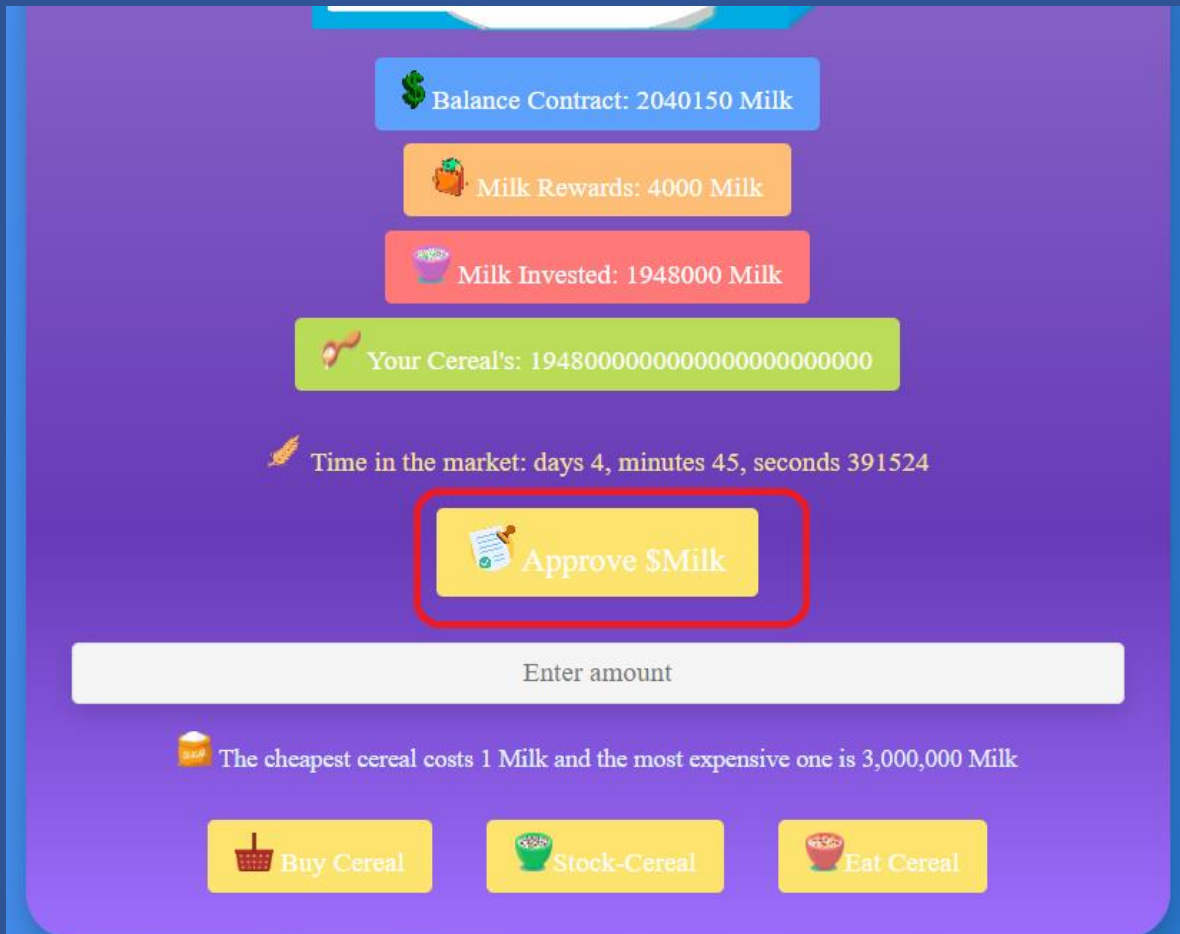 Balance Contract: 2040150 Milk
Milk Rewards: 4000 Milk
Milk Invested: 1948000 Milk
Your Cereal's: 1948000000000000000000000
Time in the market: days 4, minutes 45, seconds 391524
Approve $Milk
Enter amount
The cheapest cereal costs 1 Milk and the most expensive one is 3,000,000 Milk
Buy Cereal
Stock-Cereal
Eat Cereal